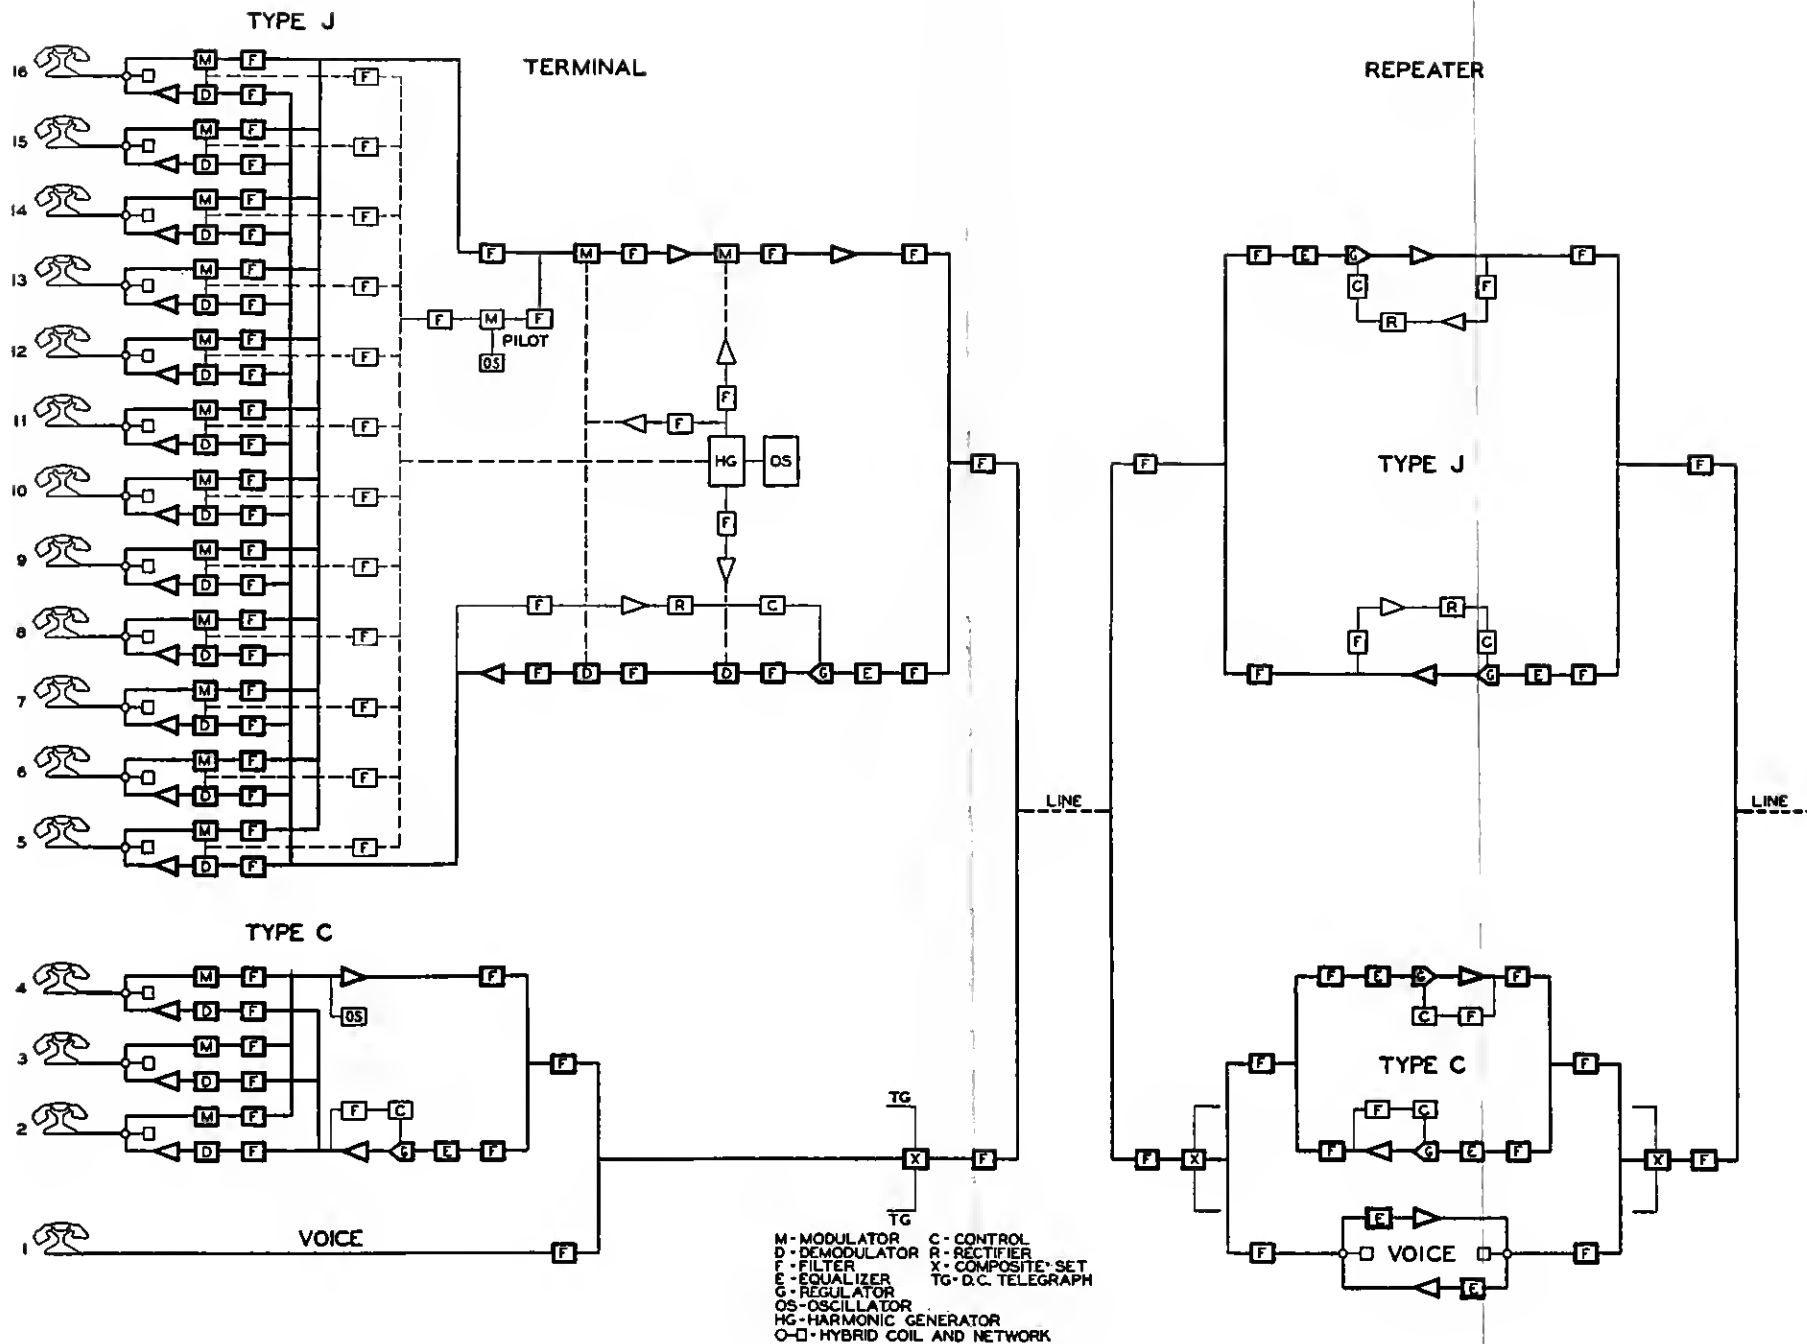 TYPE J
TERMINAL
REPEATER
16 M F F
D F
15 M F F
D F
14 M F F
D F
13 M F F
D F
12 M F F
D F
11 M F F
D F
10 M F F
D F
9 M F F
D F
8 M F F
D F
7 M F F
D F
6 M F F
D F
5 M F F
D F
F M F M F F
F M F
PILOT
OS
F
F
HG OS
F
F
F R C
F D F D F G E F
F E G F
C F
R
F TYPE J F
R
F C
F G E F
LINE
LINE
TYPE C
4 M F F
D F OS
3 M F
D F
F
2 M F F C
D F G E F
TG
X F
TG
1 VOICE F
F E G F
C F
F TYPE C F
F C
F G E F
F X X F
E
F VOICE F
E
M - MODULATOR C - CONTROL
D - DEMODULATOR R - RECTIFIER
F - FILTER X - COMPOSITE SET
E - EQUALIZER TG - D.C. TELEGRAPH
G - REGULATOR
OS - OSCILLATOR
HG - HARMONIC GENERATOR
- HYBRID COIL AND NETWORK